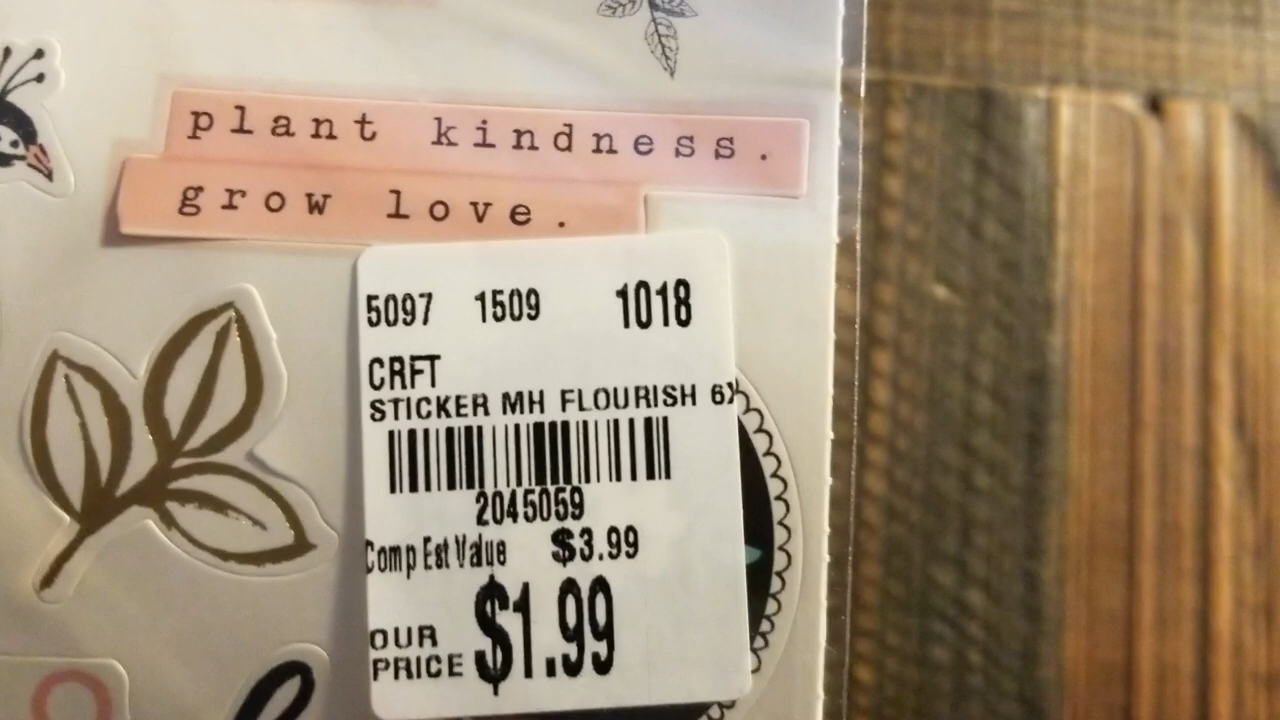 plant kindness.
grow love.
5097 1509 1018
CRFT
STICKER MH FLOURISH 6X
2045059
Comp Est Value $3.99
OUR PRICE $1.99